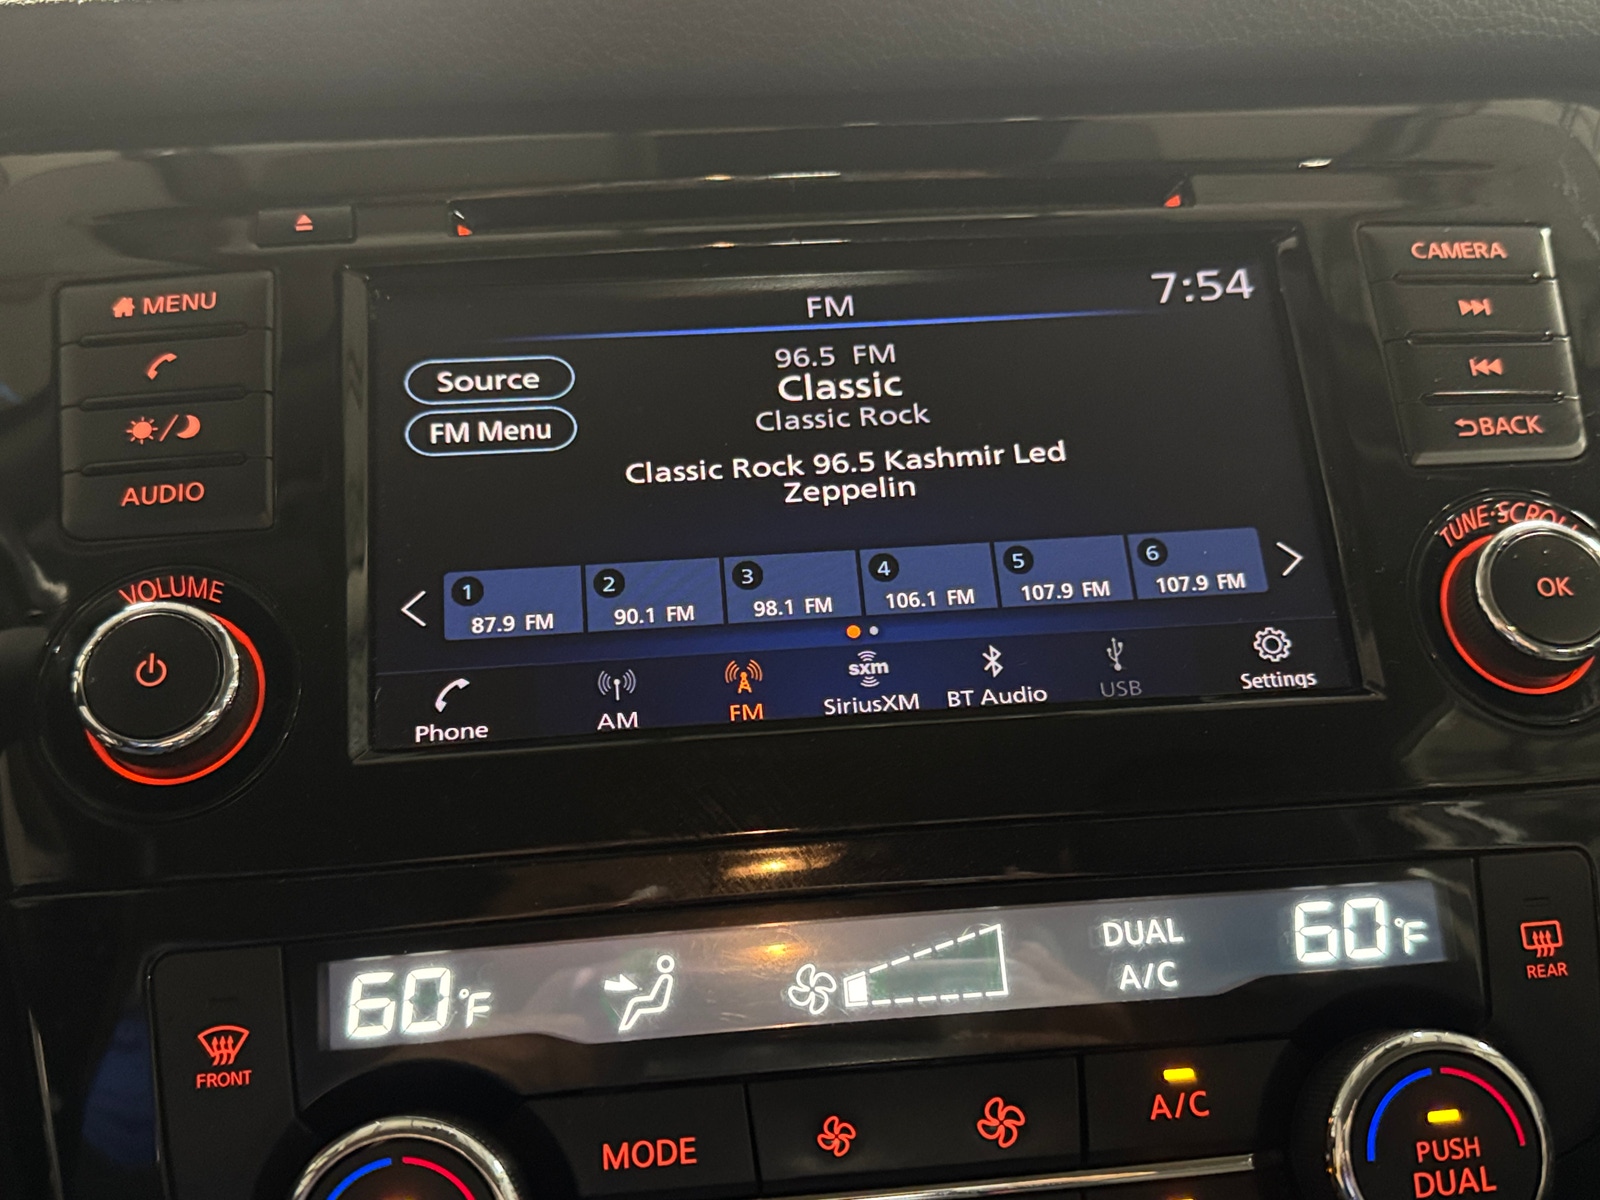 CAMERA
MENU
BACK
AUDIO
VOLUME
TUNE·SCROLL
OK
FM
7:54
Source
FM Menu
96.5 FM
Classic
Classic Rock
Classic Rock 96.5 Kashmir Led
Zeppelin
1 87.9 FM
2 90.1 FM
3 98.1 FM
4 106.1 FM
5 107.9 FM
6 107.9 FM
Phone
AM
FM
sxm
SiriusXM
BT Audio
USB
Settings
60°F
DUAL
A/C
60°F
FRONT
REAR
MODE
A/C
PUSH
DUAL